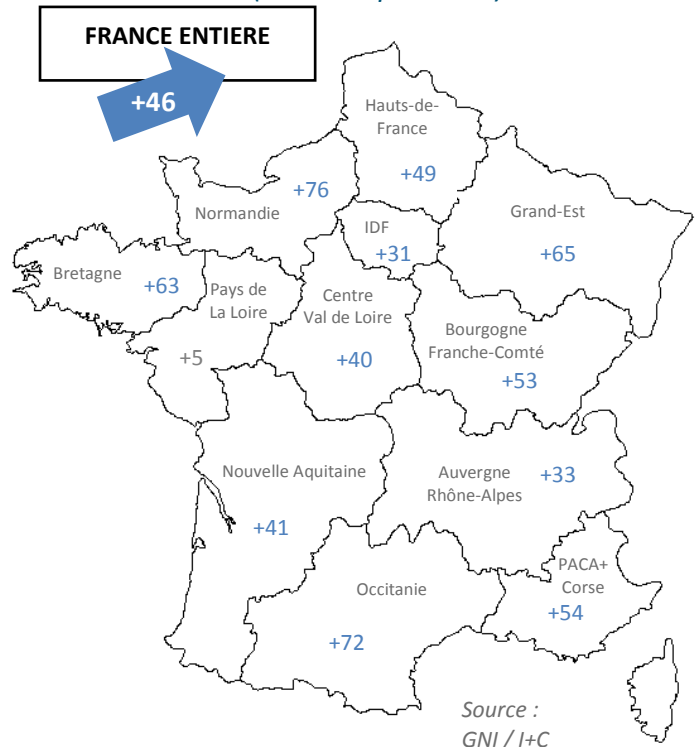 FRANCE ENTIERE
+46
Hauts-de-
France
+49
Normandie
+76
IDF
+31
Grand-Est
+65
Bretagne
+63
Pays de
La Loire
+5
Centre
Val de Loire
+40
Bourgogne
Franche-Comté
+53
Nouvelle Aquitaine
+41
Auvergne
Rhône-Alpes
+33
Occitanie
+72
PACA+
Corse
+54
Source :
GNI / I+C